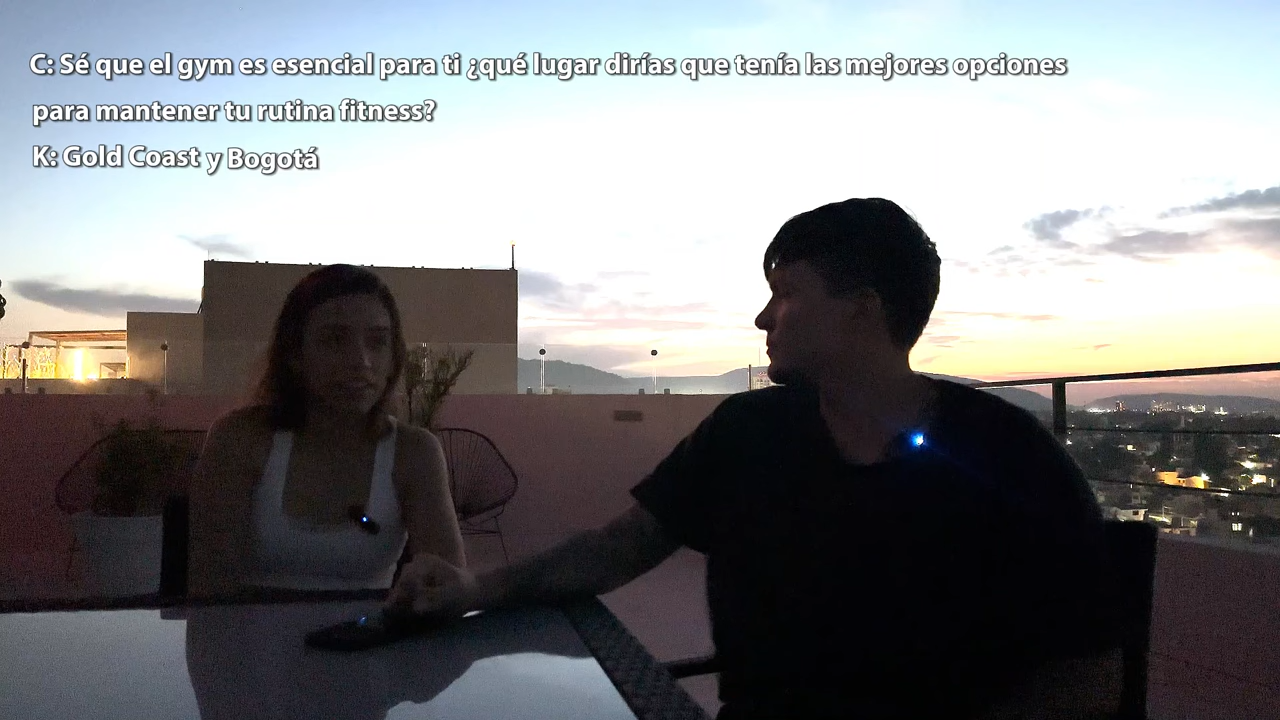 C: Sé que el gym es esencial para ti ¿qué lugar dirías que tenía las mejores opciones
para mantener tu rutina fitness?
K: Gold Coast y Bogotá